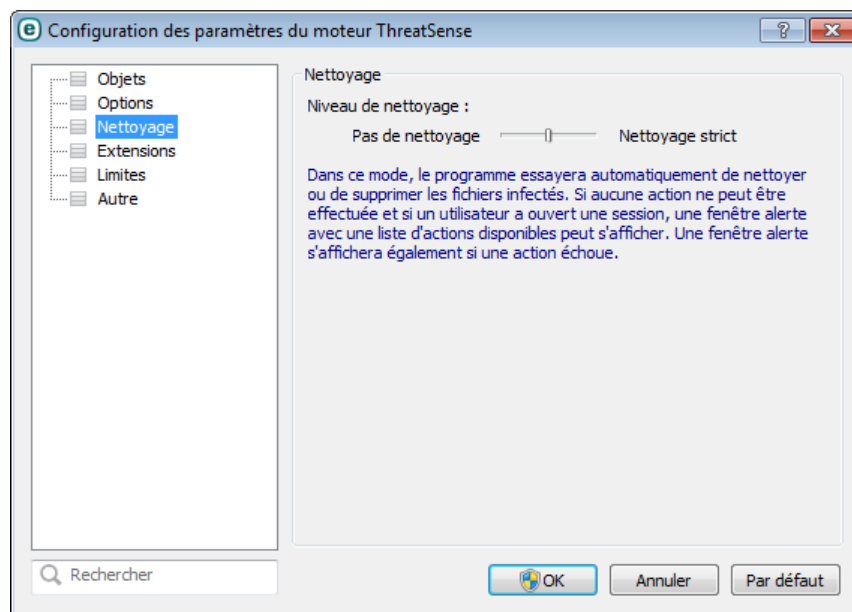 Configuration des paramètres du moteur ThreatSense
Objets
Options
Nettoyage
Extensions
Limites
Autre
Rechercher
Nettoyage
Niveau de nettoyage :
Pas de nettoyage Nettoyage strict
Dans ce mode, le programme essayera automatiquement de nettoyer
ou de supprimer les fichiers infectés. Si aucune action ne peut être
effectuée et si un utilisateur a ouvert une session, une fenêtre alerte
avec une liste d'actions disponibles peut s'afficher. Une fenêtre alerte
s'affichera également si une action échoue.
OK Annuler Par défaut